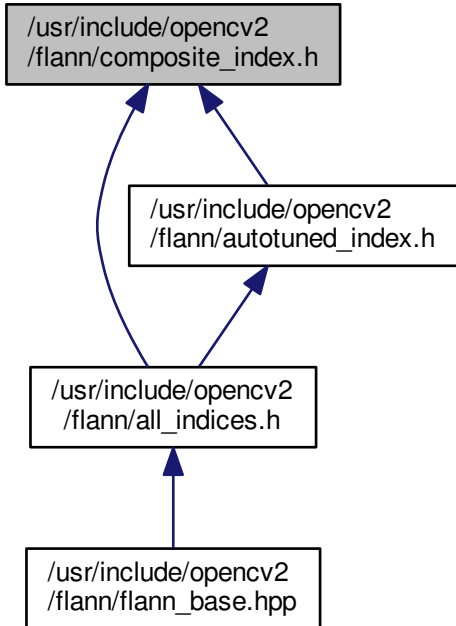 /usr/include/opencv2
/flann/composite_index.h
/usr/include/opencv2
/flann/autotuned_index.h
/usr/include/opencv2
/flann/all_indices.h
/usr/include/opencv2
/flann/flann_base.hpp